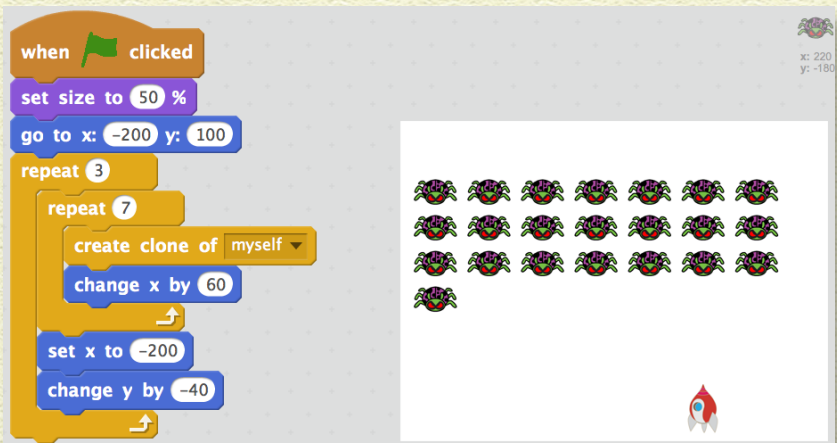 when clicked
set size to 50 %
go to x: -200 y: 100
repeat 3
repeat 7
create clone of myself
change x by 60
set x to -200
change y by -40
x: 220
y: -180